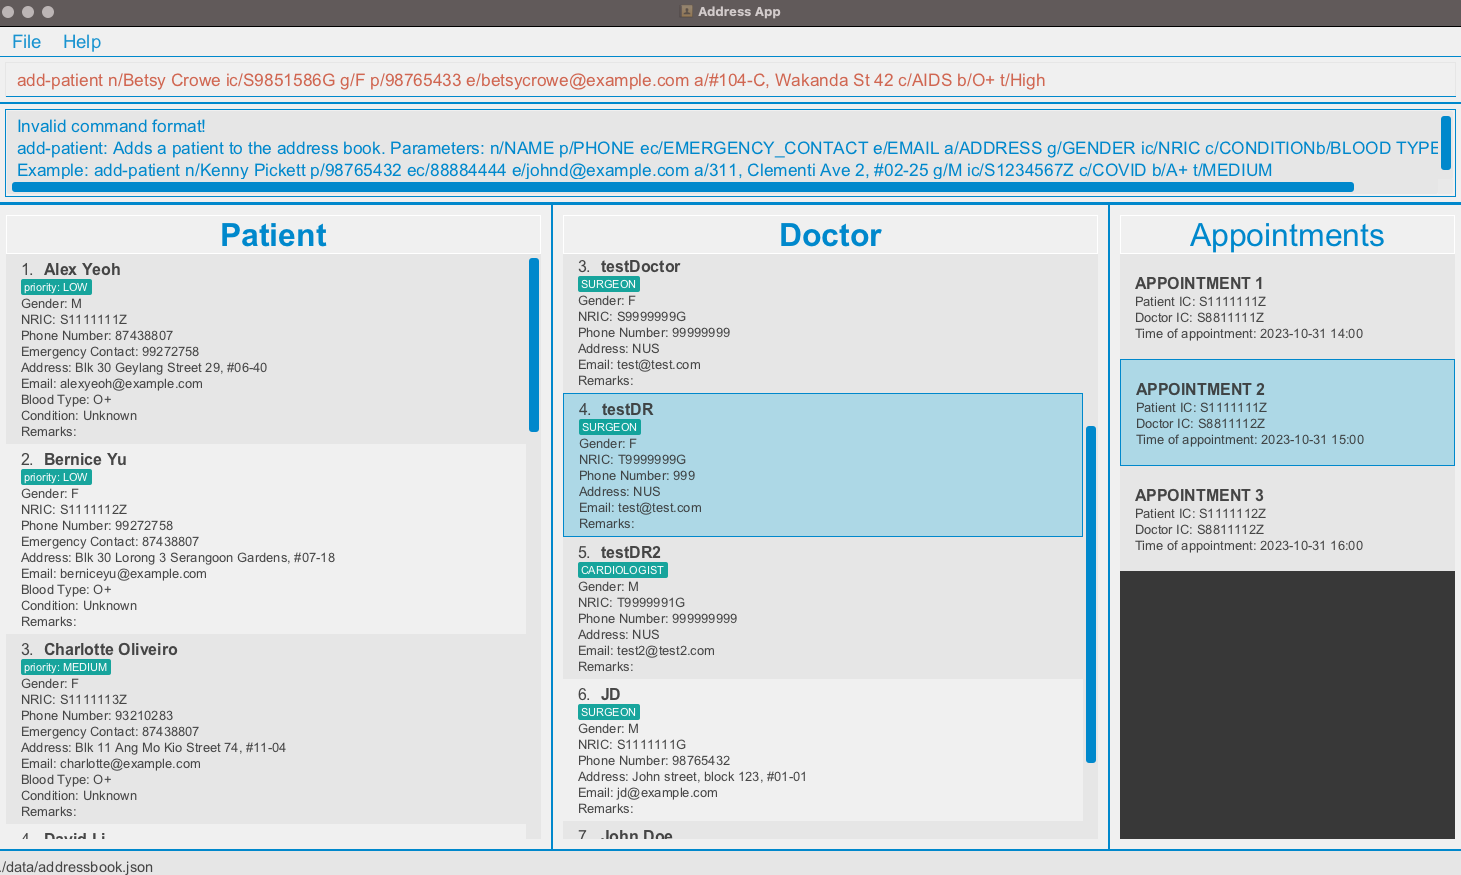 Address App
File Help
add-patient n/Betsy Crowe ic/S9851586G g/F p/98765433 e/betsycrowe@example.com a/#104-C, Wakanda St 42 c/AIDS b/O+ t/High
Invalid command format!
add-patient: Adds a patient to the address book. Parameters: n/NAME p/PHONE ec/EMERGENCY_CONTACT e/EMAIL a/ADDRESS g/GENDER ic/NRIC c/CONDITIONb/BLOOD TYPE
Example: add-patient n/Kenny Pickett p/98765432 ec/88884444 e/johnd@example.com a/311, Clementi Ave 2, #02-25 g/M ic/S1234567Z c/COVID b/A+ t/MEDIUM
Patient
1. Alex Yeoh
priority: LOW
Gender: M
NRIC: S1111111Z
Phone Number: 87438807
Emergency Contact: 99272758
Address: Blk 30 Geylang Street 29, #06-40
Email: alexyeoh@example.com
Blood Type: O+
Condition: Unknown
Remarks:
2. Bernice Yu
priority: LOW
Gender: F
NRIC: S1111112Z
Phone Number: 99272758
Emergency Contact: 87438807
Address: Blk 30 Lorong 3 Serangoon Gardens, #07-18
Email: berniceyu@example.com
Blood Type: O+
Condition: Unknown
Remarks:
3. Charlotte Oliveiro
priority: MEDIUM
Gender: F
NRIC: S1111113Z
Phone Number: 93210283
Emergency Contact: 87438807
Address: Blk 11 Ang Mo Kio Street 74, #11-04
Email: charlotte@example.com
Blood Type: O+
Condition: Unknown
Remarks:
4. David Li
Doctor
3. testDoctor
SURGEON
Gender: F
NRIC: S9999999G
Phone Number: 99999999
Address: NUS
Email: test@test.com
Remarks:
4. testDR
SURGEON
Gender: F
NRIC: T9999999G
Phone Number: 999
Address: NUS
Email: test@test.com
Remarks:
5. testDR2
CARDIOLOGIST
Gender: M
NRIC: T9999991G
Phone Number: 999999999
Address: NUS
Email: test2@test2.com
Remarks:
6. JD
SURGEON
Gender: M
NRIC: S1111111G
Phone Number: 98765432
Address: John street, block 123, #01-01
Email: jd@example.com
Remarks:
7. John Doe
Appointments
APPOINTMENT 1
Patient IC: S1111111Z
Doctor IC: S8811111Z
Time of appointment: 2023-10-31 14:00
APPOINTMENT 2
Patient IC: S1111111Z
Doctor IC: S8811112Z
Time of appointment: 2023-10-31 15:00
APPOINTMENT 3
Patient IC: S1111112Z
Doctor IC: S8811112Z
Time of appointment: 2023-10-31 16:00
./data/addressbook.json